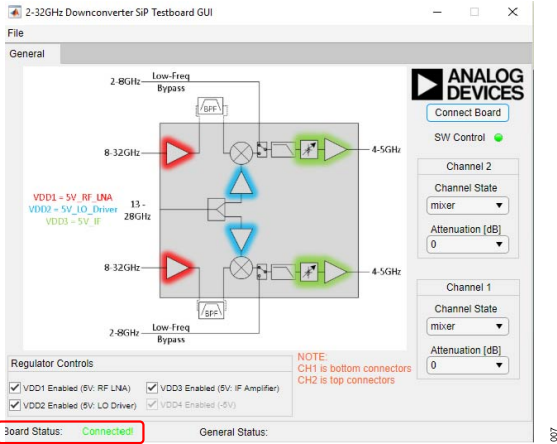 2-32GHz Downconverter SiP Testboard GUI
File
General
2-8GHz
Low-Freq
Bypass
BPF
8-32GHz
4-5GHz
VDD1 = 5V_RF_LNA
VDD2 = 5V_LO_Driver
VDD3 = 5V_IF
13 -
28GHz
8-32GHz
4-5GHz
BPF
2-8GHz
Low-Freq
Bypass
ANALOG
DEVICES
Connect Board
SW Control
Channel 2
Channel State
mixer
Attenuation [dB]
0
Channel 1
Channel State
mixer
Attenuation [dB]
0
NOTE:
CH1 is bottom connectors
CH2 is top connectors
Regulator Controls
VDD1 Enabled (5V: RF LNA) VDD3 Enabled (5V: IF Amplifier)
VDD2 Enabled (5V: LO Driver) VDD4 Enabled (-5V)
Board Status: Connected! General Status:
007